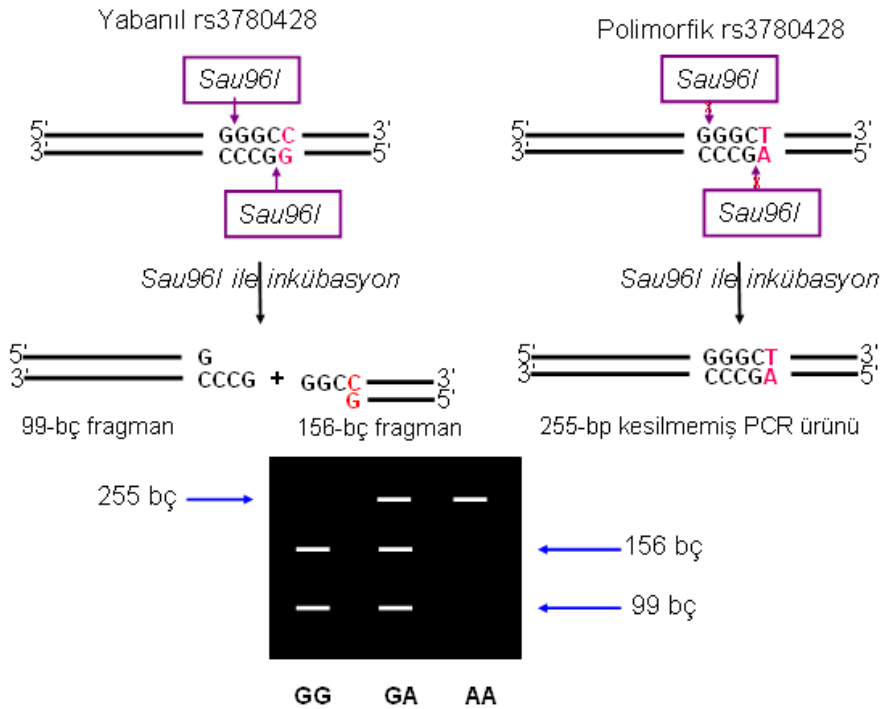 Yabanıl rs3780428
Polimorfik rs3780428
Sau96I
Sau96I
5' GGGCC 3'
3' CCCGG 5'
5' GGGCT 3'
3' CCCGA 5'
Sau96I
Sau96I
Sau96I ile inkübasyon
Sau96I ile inkübasyon
5' G
3' CCCG + GGCC 3'
G 5'
5' GGGCT 3'
3' CCCGA 5'
99-bç fragman
156-bç fragman
255-bp kesilmemiş PCR ürünü
255 bç
156 bç
99 bç
GG GA AA